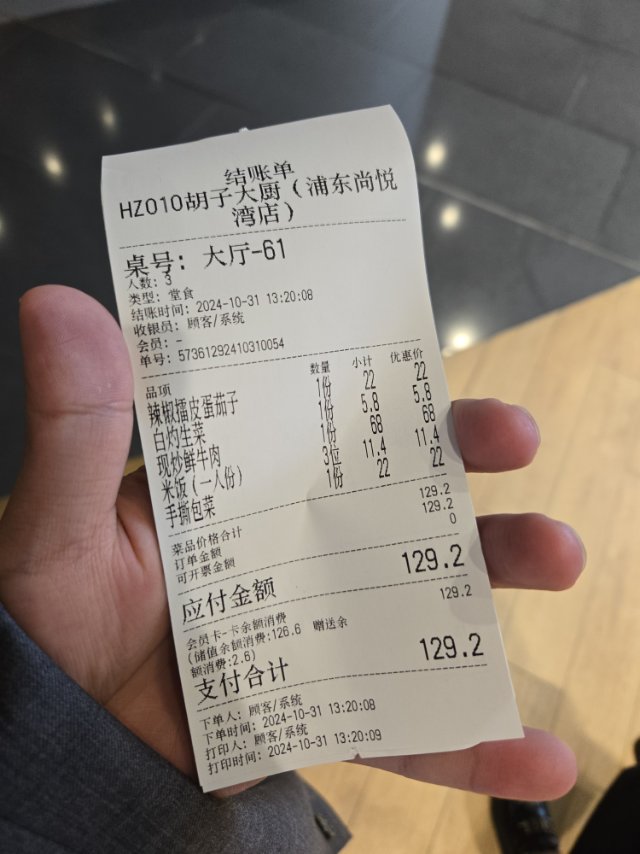 结账单
HZ010胡子大厨（浦东尚悦
湾店）
桌号: 大厅-61
人数: 3
类型: 堂食
结账时间: 2024-10-31 13:20:08
收银员: 顾客/系统
会员: -
单号: 57361292410310054
品项 数量 小计 优惠价
辣椒擂皮蛋茄子 1份 22 22
白灼生菜 1份 5.8 5.8
现炒鲜牛肉 1份 68 68
米饭（一人份） 3位 11.4 11.4
手撕包菜 1份 22 22
菜品价格合计 129.2
订单金额 129.2
可开票金额 0
应付金额 129.2
会员卡-卡余额消费 129.2
(储值余额消费:126.6 赠送余
额消费:2.6)
支付合计 129.2
下单人: 顾客/系统
下单时间: 2024-10-31 13:20:08
打印人: 顾客/系统
打印时间: 2024-10-31 13:20:09